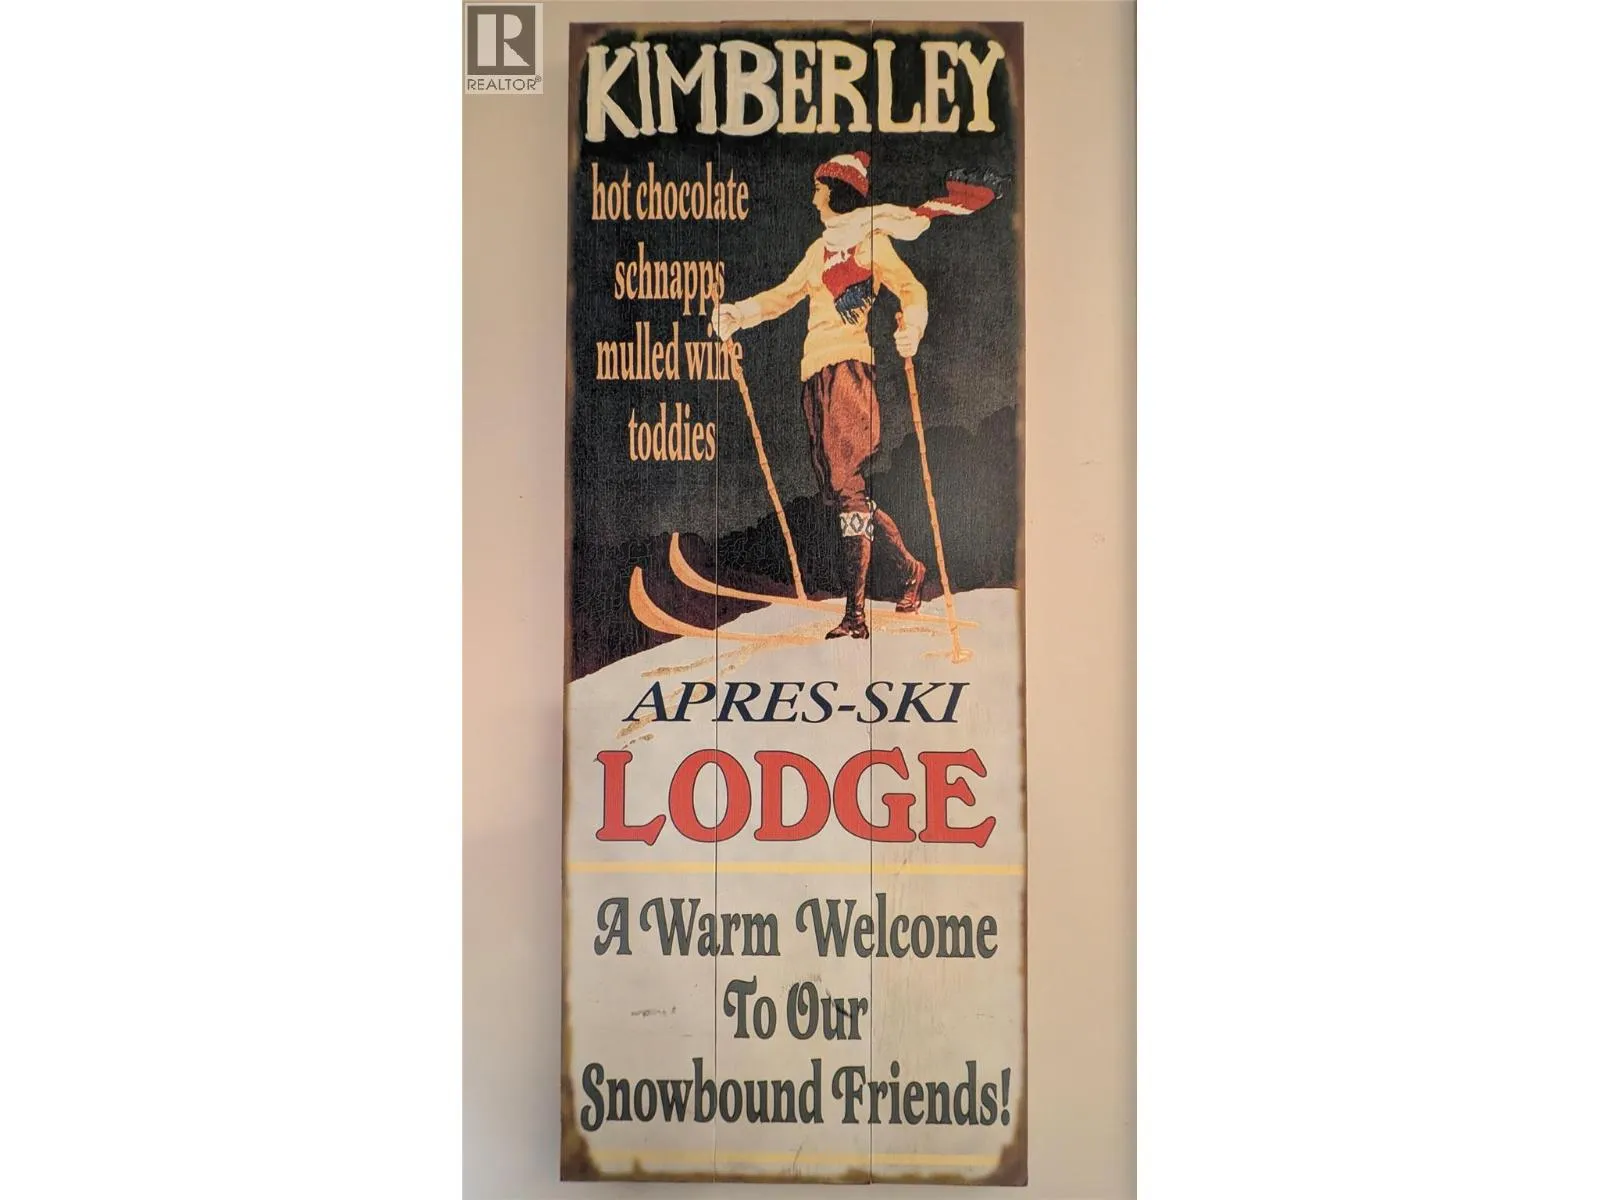 R
REALTOR®
KIMBERLEY
hot chocolate
schnapps
mulled wine
toddies
APRES-SKI
LODGE
A Warm Welcome
To Our
Snowbound Friends!